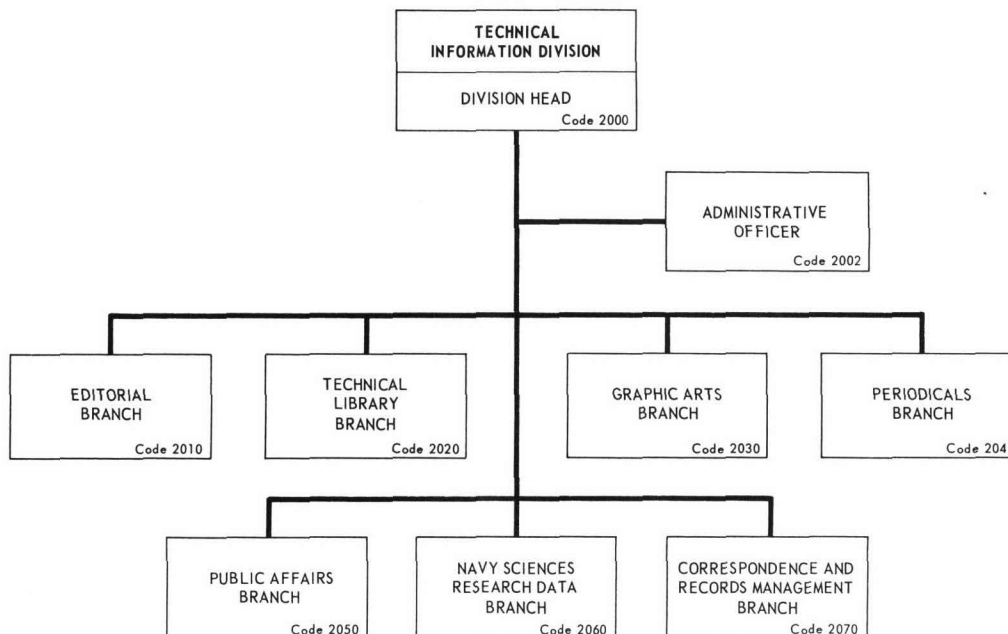 TECHNICAL
INFORMATION DIVISION
DIVISION HEAD
Code 2000
ADMINISTRATIVE
OFFICER
Code 2002
EDITORIAL
BRANCH
Code 2010
TECHNICAL
LIBRARY
BRANCH
Code 2020
GRAPHIC ARTS
BRANCH
Code 2030
PERIODICALS
BRANCH
Code 204
PUBLIC AFFAIRS
BRANCH
Code 2050
NAVY SCIENCES
RESEARCH DATA
BRANCH
Code 2060
CORRESPONDENCE AND
RECORDS MANAGEMENT
BRANCH
Code 2070